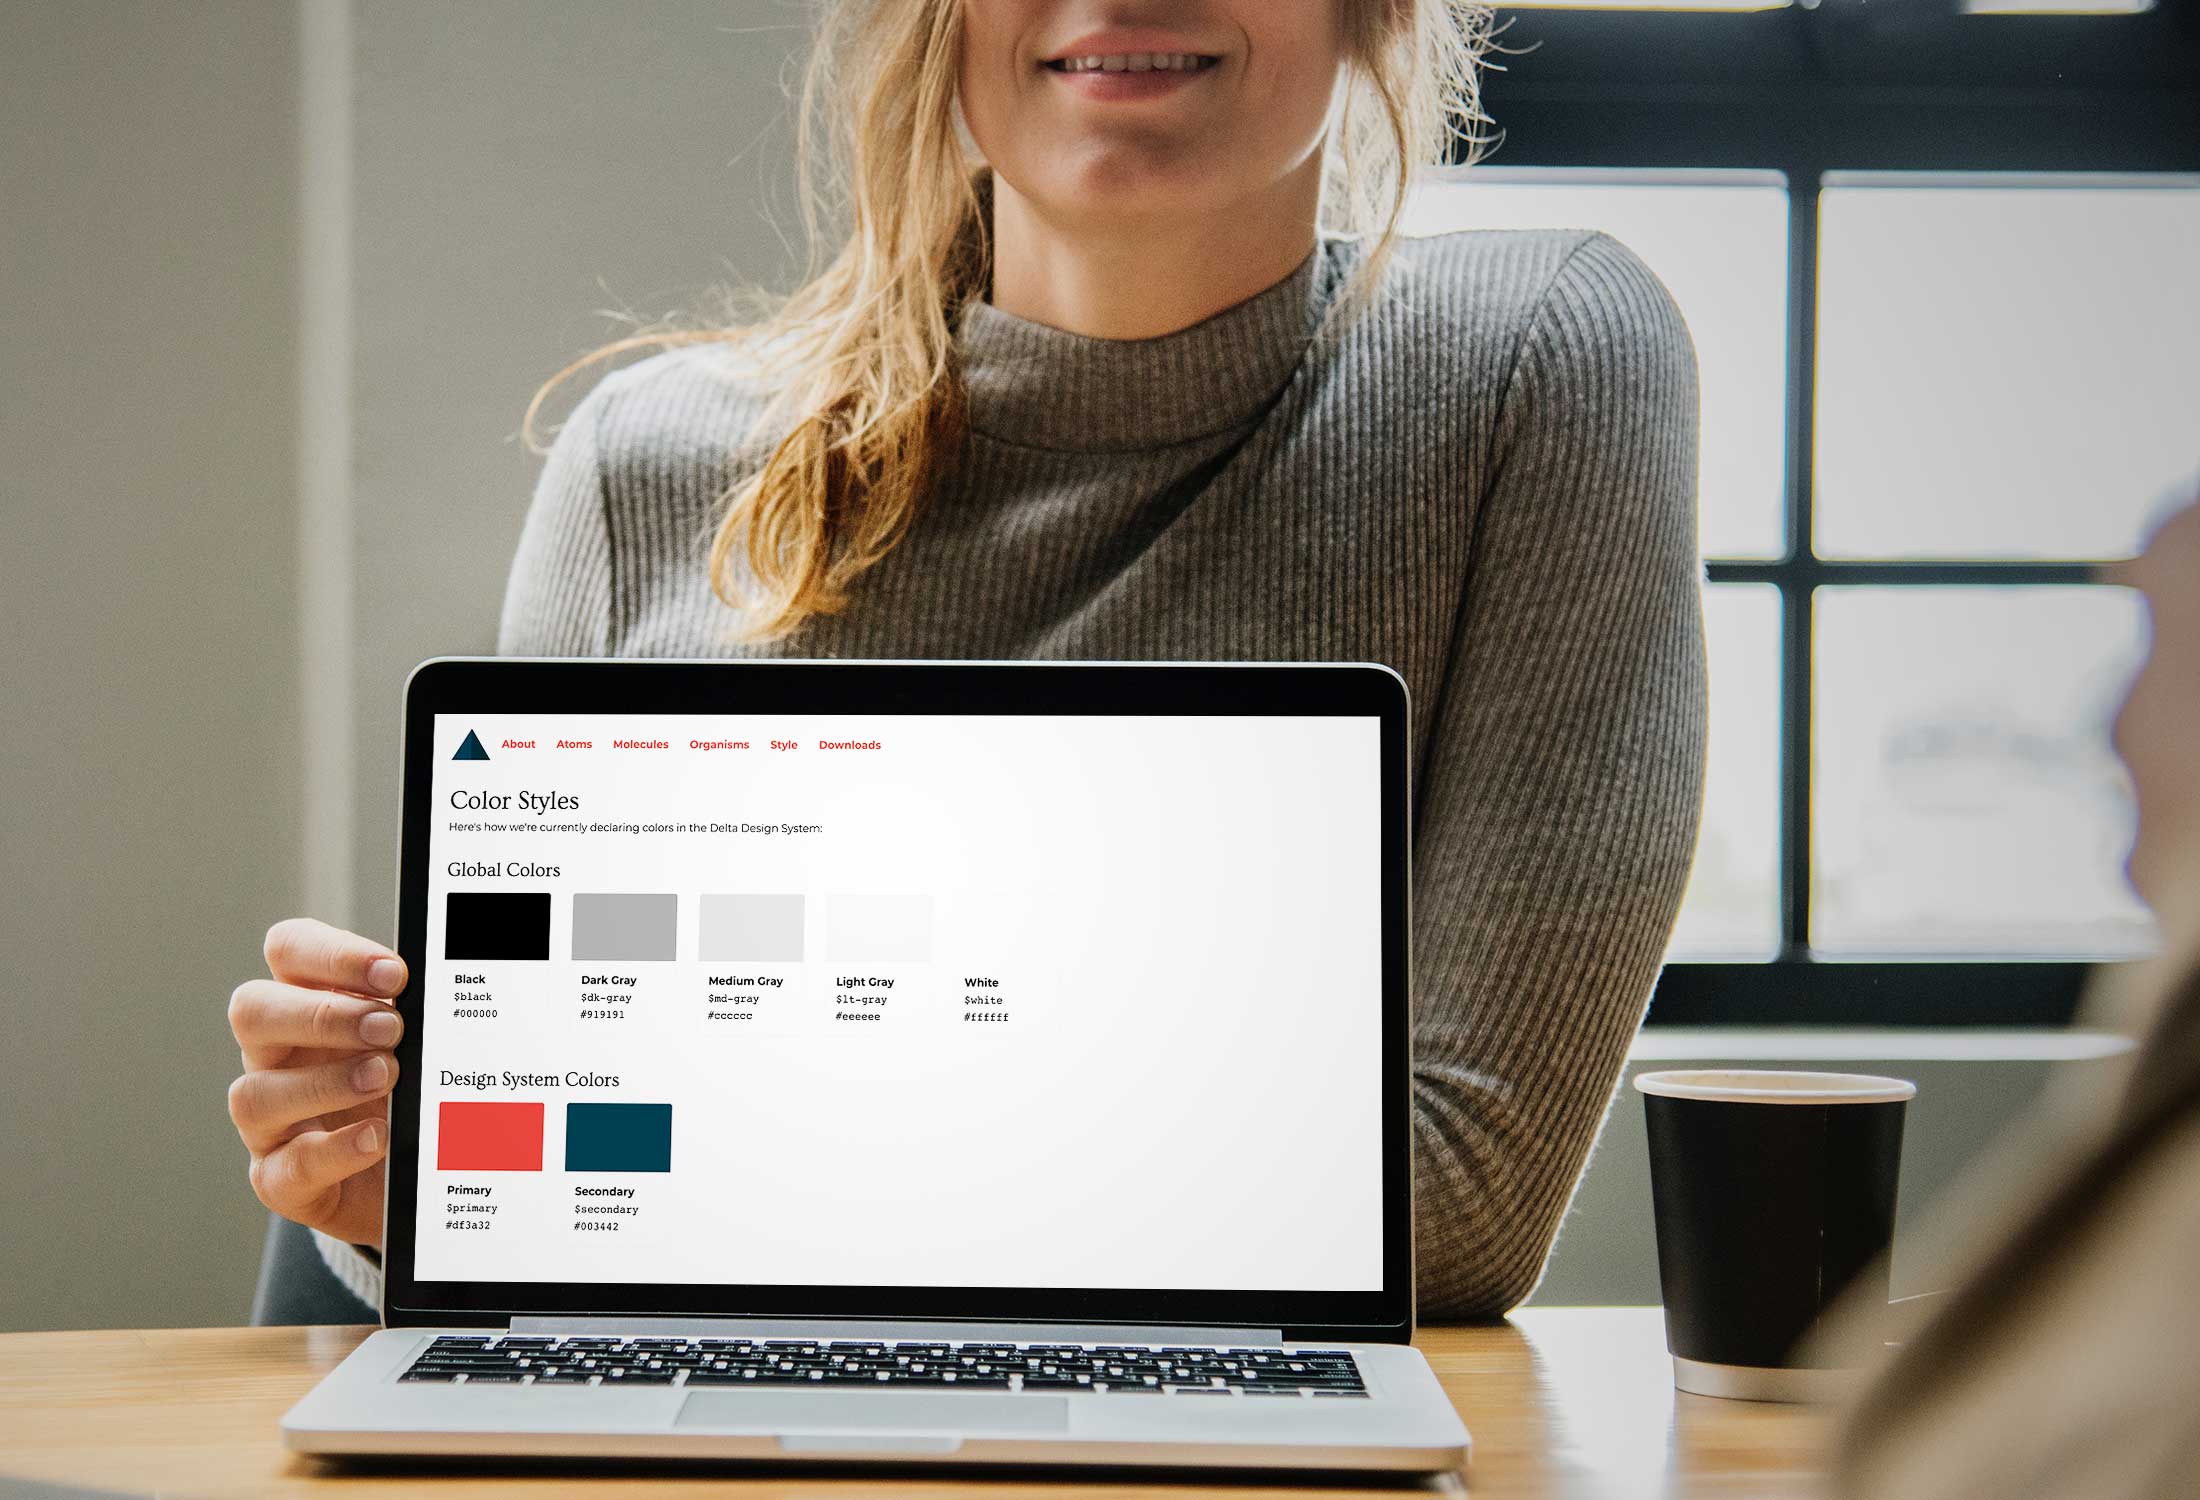 About Atoms Molecules Organisms Style Downloads
Color Styles
Here's how we're currently declaring colors in the Delta Design System:
Global Colors
Black Dark Gray Medium Gray Light Gray White
$black $dk-gray $md-gray $lt-gray $white
#000000 #919191 #cccccc #eeeeee #ffffff
Design System Colors
Primary Secondary
$primary $secondary
#df3a32 #003442